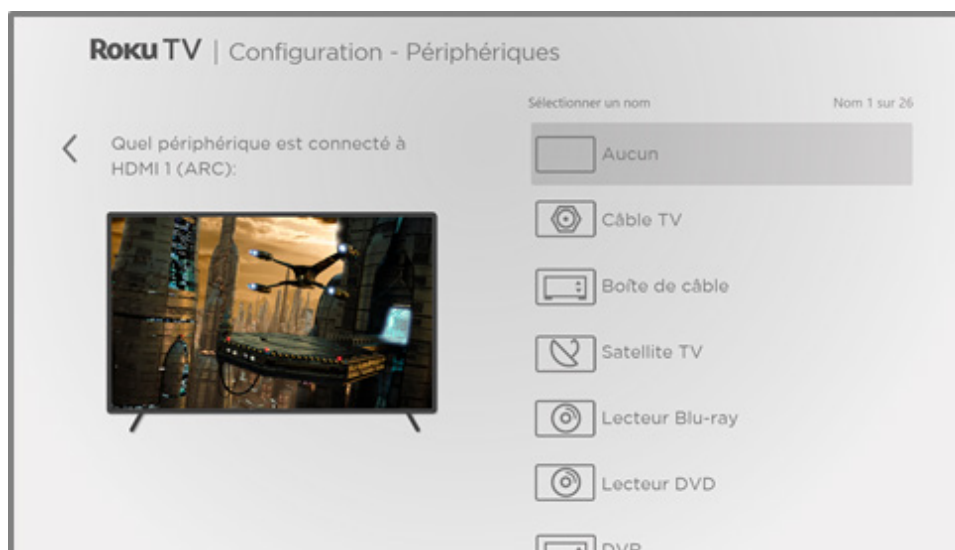 Roku TV | Configuration - Périphériques
Sélectionner un nom
Nom 1 sur 26
Quel périphérique est connecté à
HDMI 1 (ARC):
Aucun
Câble TV
Boîte de câble
Satellite TV
Lecteur Blu-ray
Lecteur DVD